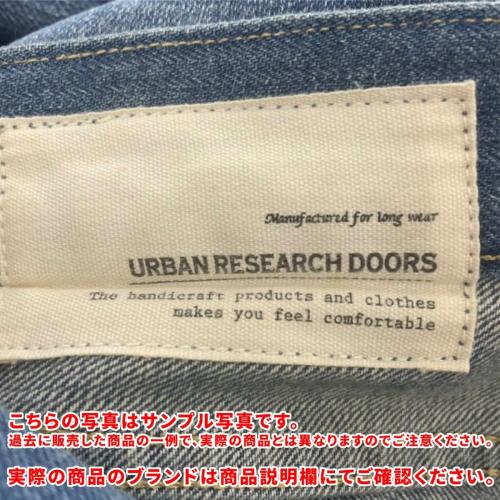 Manufactured for long wear
URBAN RESEARCH DOORS
The handicraft products and clothes
makes you feel comfortable
こちらの写真はサンプル写真です。
過去に販売した商品の一例で、実際の商品とは異なりますのでご注意ください。
実際の商品のブランドは商品説明欄にてご確認ください。